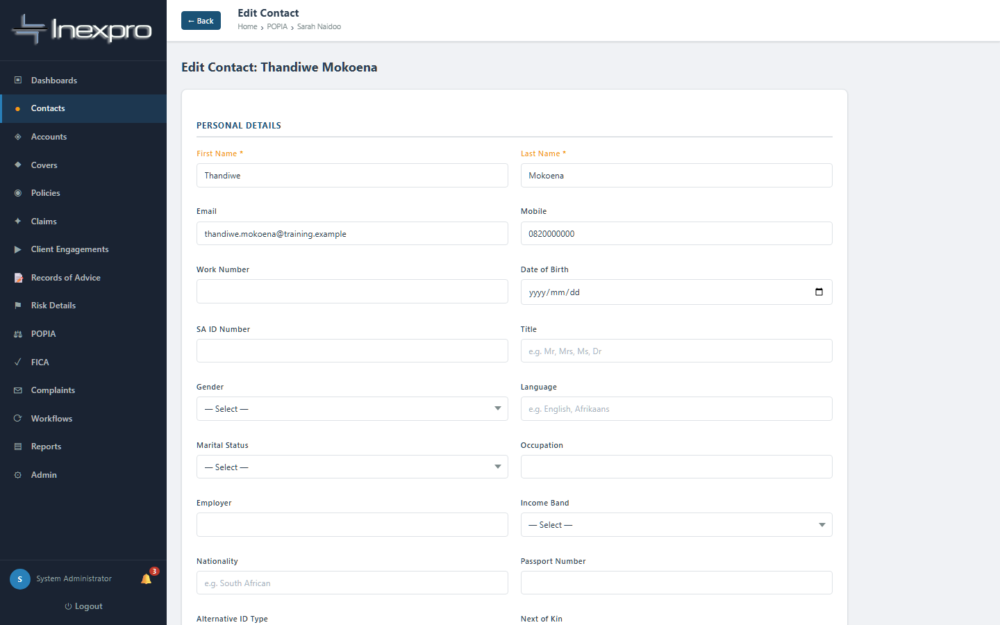 Inexpro
Dashboards
Contacts
Accounts
Covers
Policies
Claims
Client Engagements
Records of Advice
Risk Details
POPIA
FICA
Complaints
Workflows
Reports
Admin
S
System Administrator
3
Logout
← Back
Edit Contact
Home › POPIA › Sarah Naidoo
Edit Contact: Thandiwe Mokoena
PERSONAL DETAILS
First Name * Last Name *
Thandiwe Mokoena
Email Mobile
thandiwe.mokoena@training.example 0820000000
Work Number Date of Birth
yyyy/mm/dd
SA ID Number Title
e.g. Mr, Mrs, Ms, Dr
Gender Language
— Select — e.g. English, Afrikaans
Marital Status Occupation
— Select —
Employer Income Band
— Select —
Nationality Passport Number
e.g. South African
Alternative ID Type Next of Kin